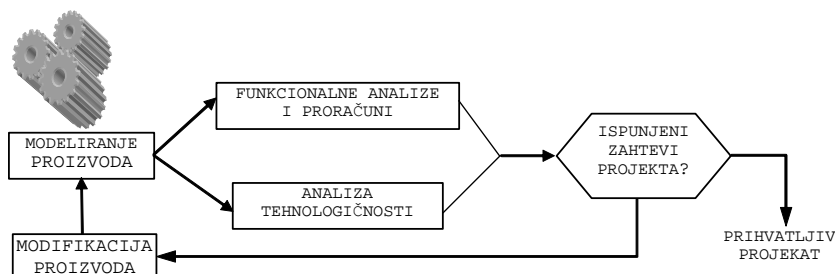 MODELIRANJE
PROIZVODA
FUNKCIONALNE ANALIZE
I PRORAČUNI
ANALIZA
TEHNOLOGIČNOSTI
ISPUNJENI
ZAHTEVI
PROJEKTA?
PRIHVATLJIV
PROJEKAT
MODIFIKACIJA
PROIZVODA